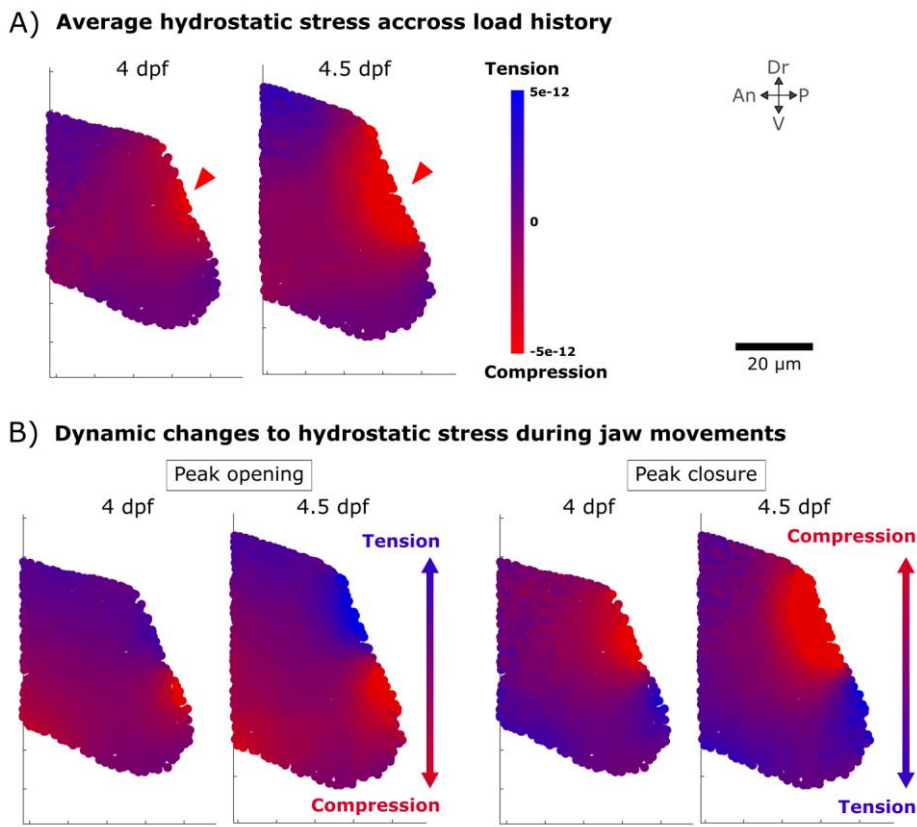 A) Average hydrostatic stress accross load history
4 dpf
4.5 dpf
Tension
5e-12
0
-5e-12
Compression
Dr
An P
V
20 µm
B) Dynamic changes to hydrostatic stress during jaw movements
Peak opening
4 dpf
4.5 dpf
Tension
Compression
Peak closure
4 dpf
4.5 dpf
Compression
Tension